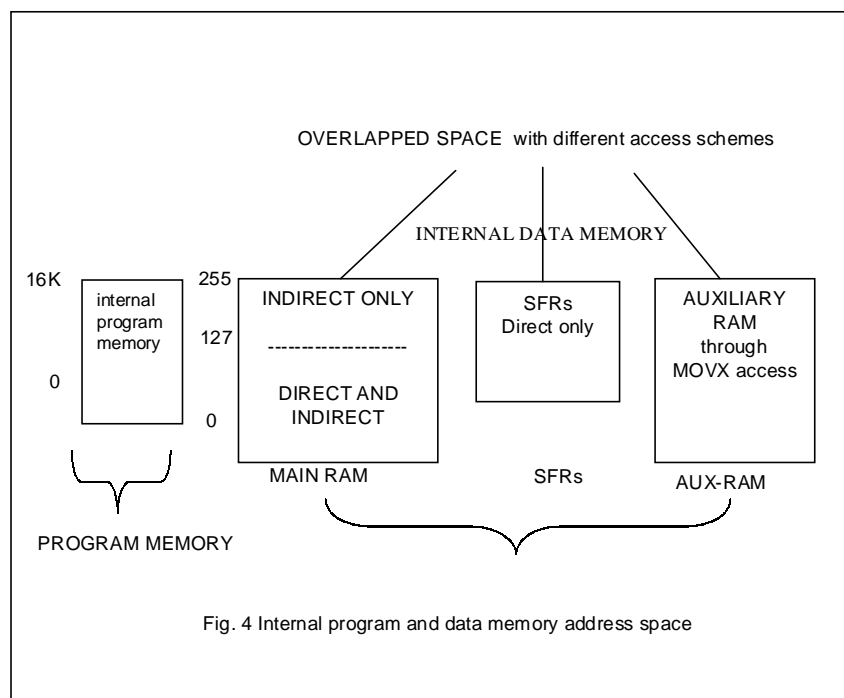 OVERLAPPED SPACE with different access schemes
INTERNAL DATA MEMORY
16K
internal
program
memory
0
PROGRAM MEMORY
255
127
0
INDIRECT ONLY
---------------------
DIRECT AND
INDIRECT
MAIN RAM
SFRs
Direct only
SFRs
AUXILIARY
RAM
through
MOVX access
AUX-RAM
Fig. 4 Internal program and data memory address space